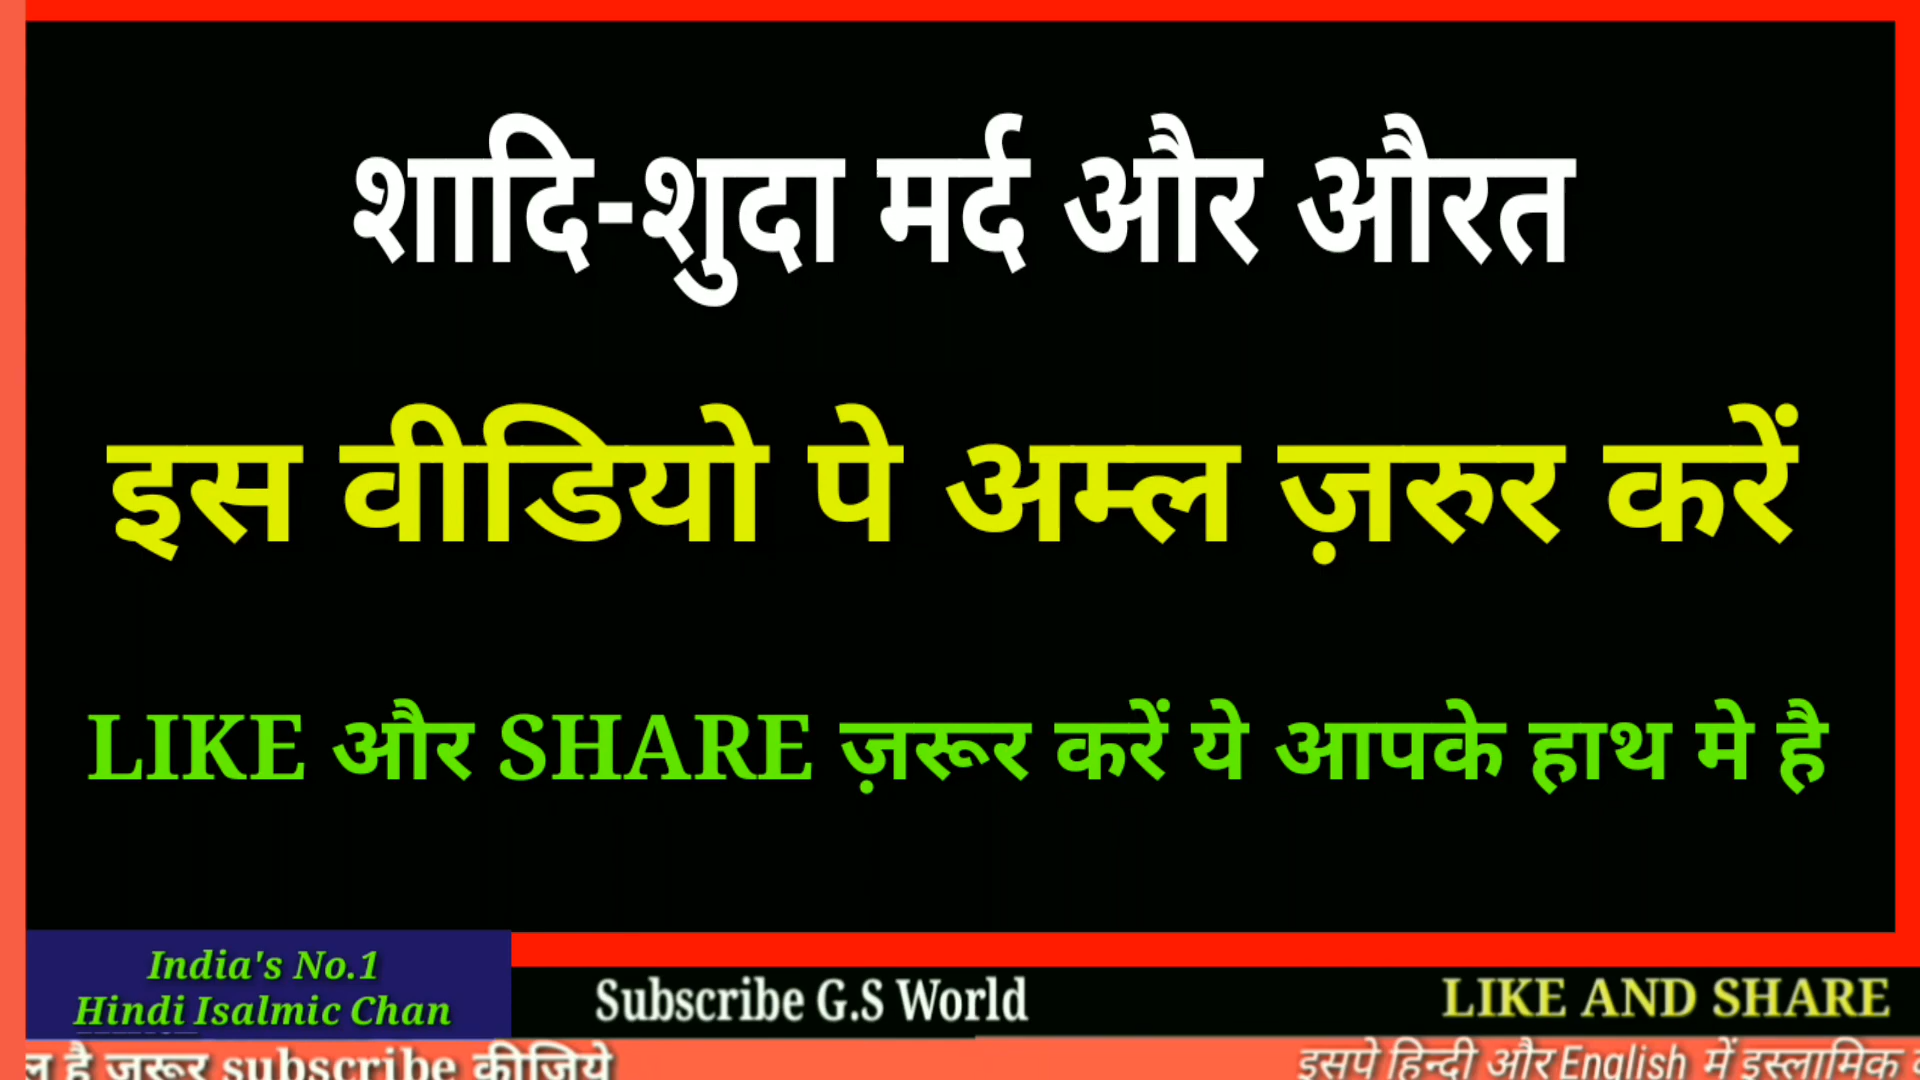 शादि-शुदा मर्द और औरत
इस वीडियो पे अम्ल ज़रुर करें
LIKE और SHARE ज़रूर करें ये आपके हाथ मे है
India's No.1
Hindi Isalmic Chan
Subscribe G.S World
LIKE AND SHARE
है जरूर subscribe कीजिये
इसपे हिन्दी और English में इस्लामिक